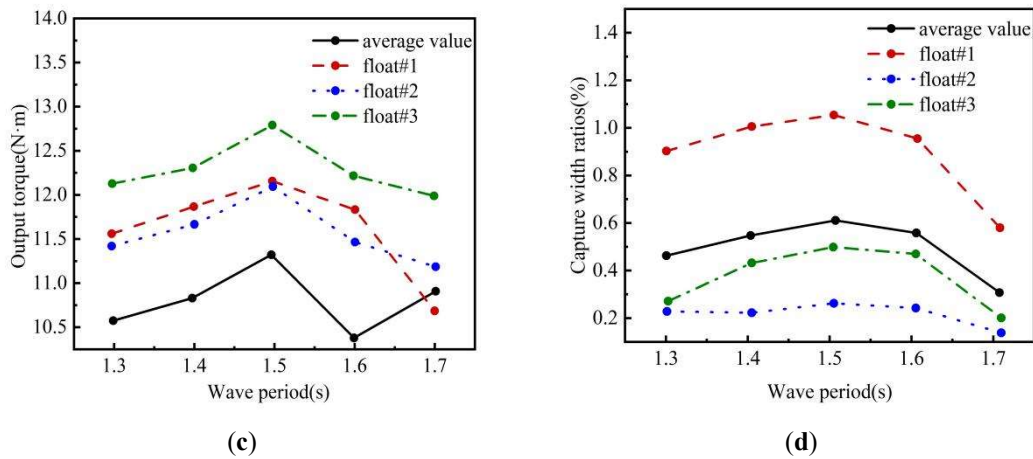 14.0
13.5
13.0
12.5
12.0
11.5
11.0
10.5
Output torque(N·m)
average value
float#1
float#2
float#3
1.3 1.4 1.5 1.6 1.7
Wave period(s)
(c)
1.4
1.2
1.0
0.8
0.6
0.4
0.2
Capture width ratios(%)
average value
float#1
float#2
float#3
1.3 1.4 1.5 1.6 1.7
Wave period(s)
(d)